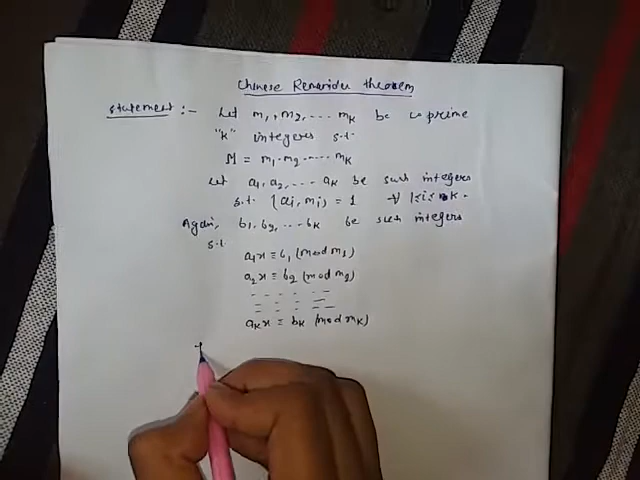 Chinese Remainder theorem
statement :- Let m₁, m₂, .... mₖ be coprime
"k" integers s.t.
M = m₁. m₂ ..... mₖ
Let a₁, a₂, .... aₖ be such integers
s.t. (aᵢ, mᵢ) = 1 ∀ 1≤i≤k.
Again, b₁, b₂, ... bₖ be such integers
s.t.
a₁x ≡ b₁ (mod m₁)
a₂x ≡ b₂ (mod m₂)
aₖx ≡ bₖ (mod mₖ)